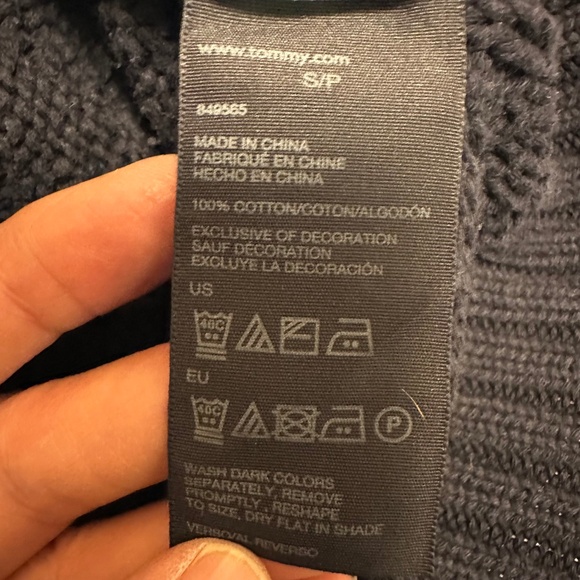 www.tommy.com
S/P
849565
MADE IN CHINA
FABRIQUÉ EN CHINE
HECHO EN CHINA
100% COTTON/COTON/ALGODÓN
EXCLUSIVE OF DECORATION
SAUF DÉCORATION
EXCLUYE LA DECORACIÓN
US
40C
EU
40C
P
WASH DARK COLORS
SEPARATELY, REMOVE
PROMPTLY - RESHAPE
TO SIZE, DRY FLAT IN SHADE
VERSO/REVERSO